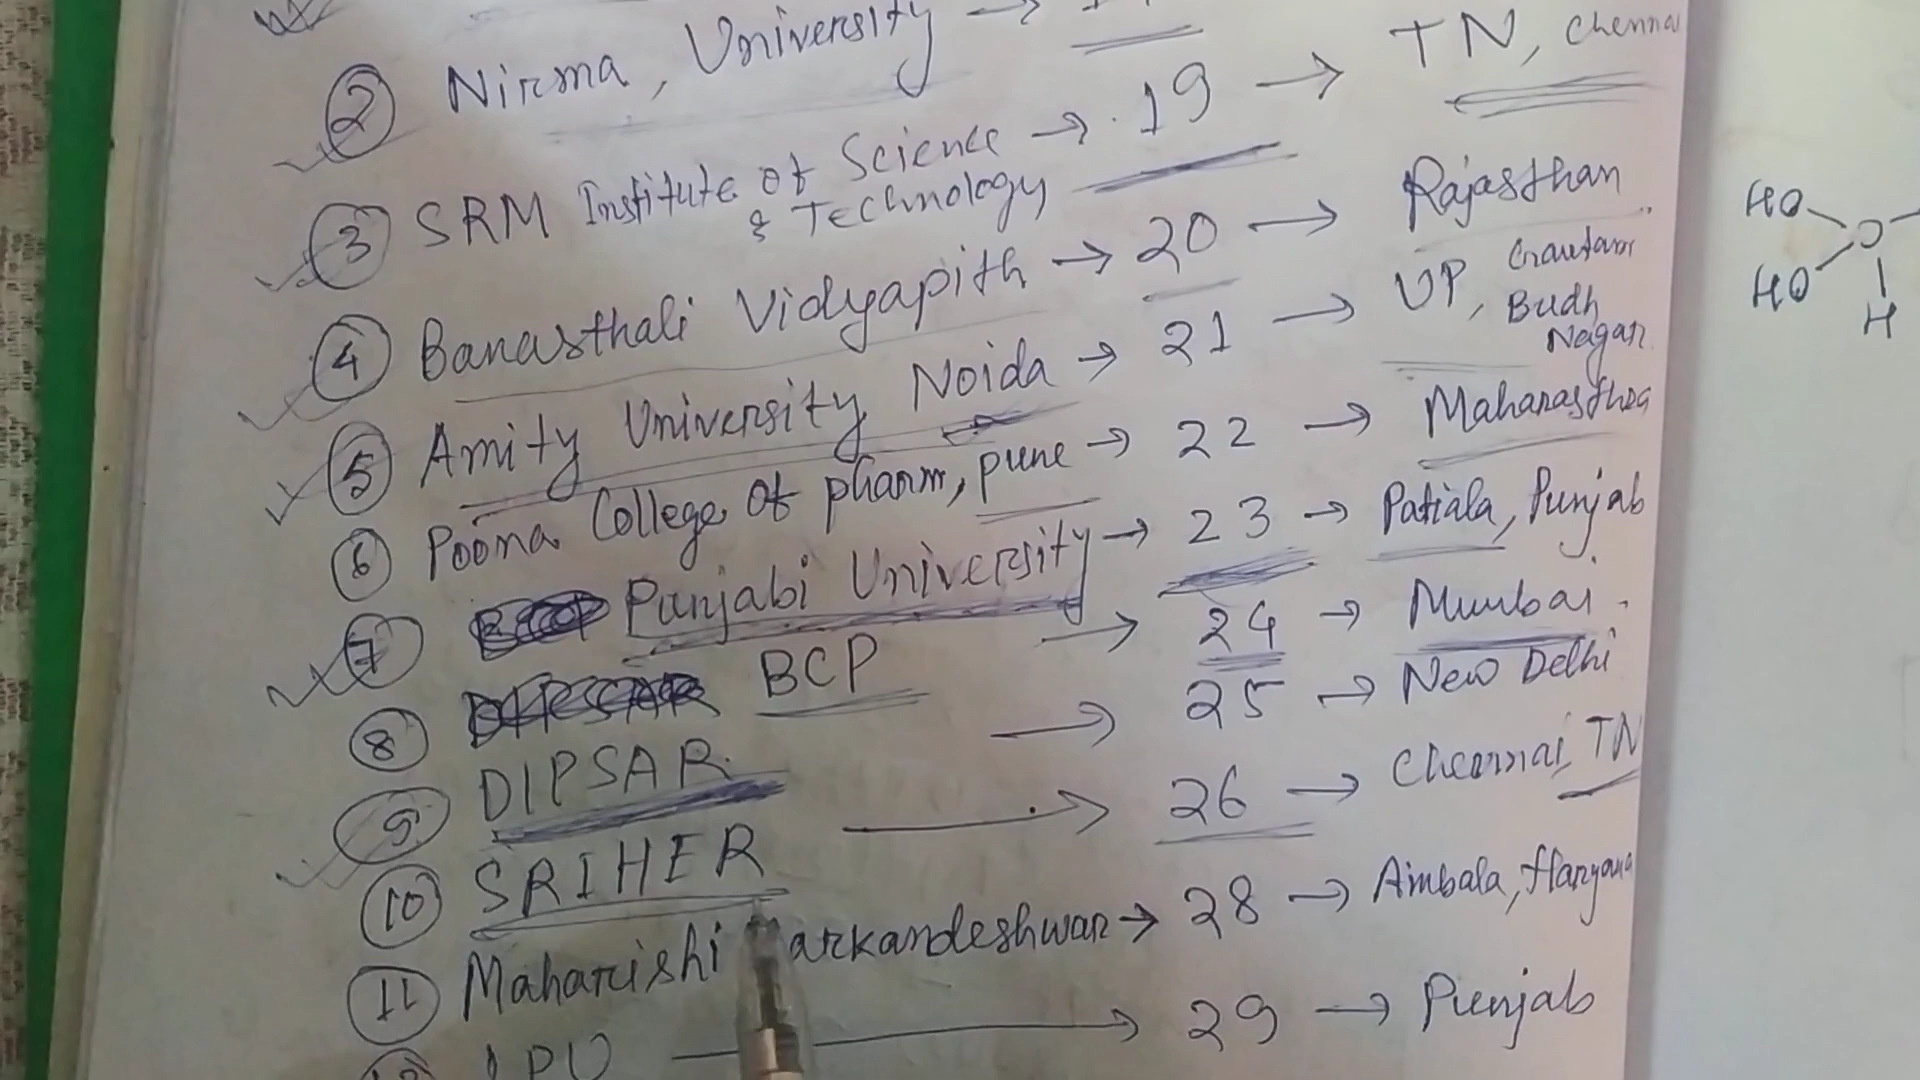 ② Nirma, University →
③ SRM Institute of Science & Technology → 19 → TN, Chennai
④ Banasthali Vidyapith → 20 → Rajasthan
⑤ Amity University Noida → 21 → UP, Gautam Budh Nagar
⑥ Poona College of pharm, pune → 22 → Maharasthra
⑦ Punjabi University → 23 → Patiala, Punjab
⑧ BCP → 24 → Mumbai
⑨ DIPSAR → 25 → New Delhi
⑩ SRIHER → 26 → Chennai, TN
⑪ Maharishi Markandeshwar → 28 → Ambala, Haryana
LPU → 29 → Punjab
HO
HO
H